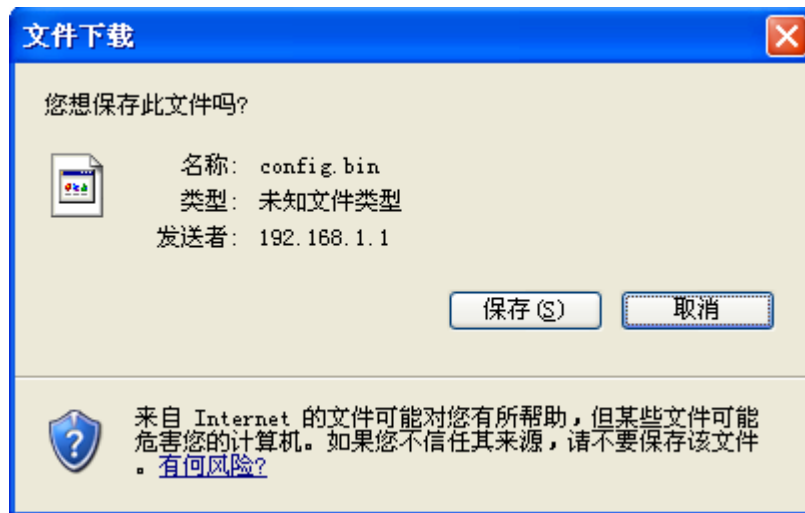 文件下载
您想保存此文件吗?
名称: config.bin
类型: 未知文件类型
发送者: 192.168.1.1
保存(S) 取消
来自 Internet 的文件可能对您有所帮助，但某些文件可能
危害您的计算机。如果您不信任其来源，请不要保存该文件
。有何风险?